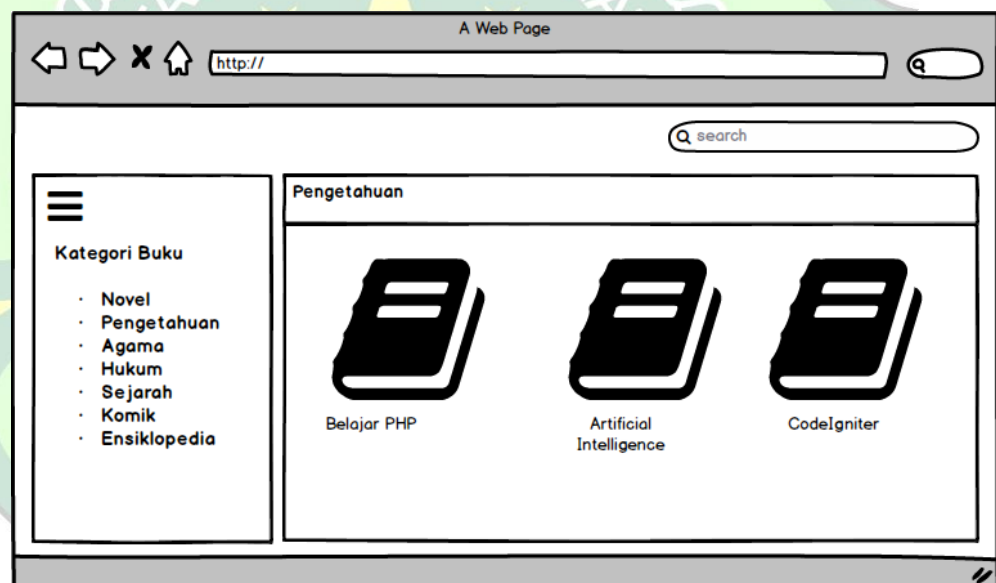 A Web Page
http://
search
Pengetahuan
Kategori Buku
· Novel
· Pengetahuan
· Agama
· Hukum
· Sejarah
· Komik
· Ensiklopedia
Belajar PHP
Artificial
Intelligence
CodeIgniter